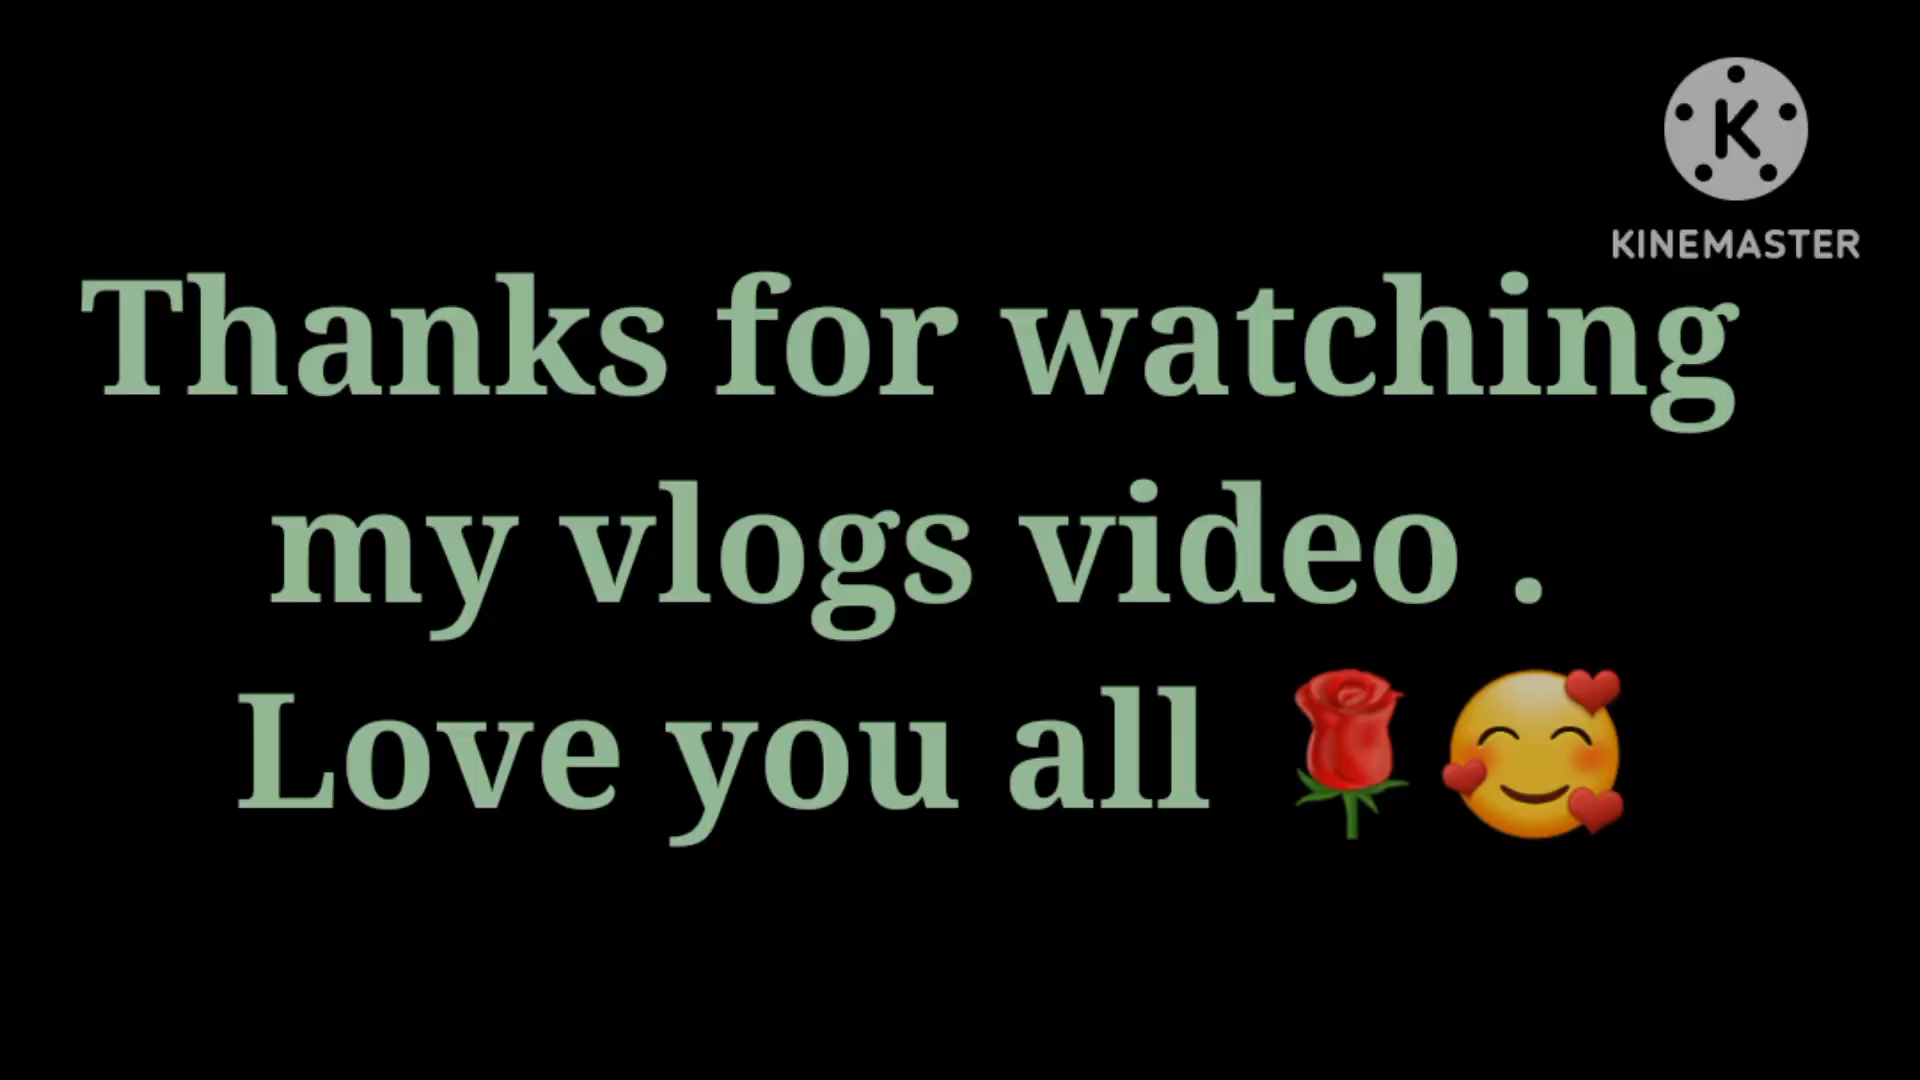 K
KINEMASTER
Thanks for watching
my vlogs video .
Love you all 🌹🥰